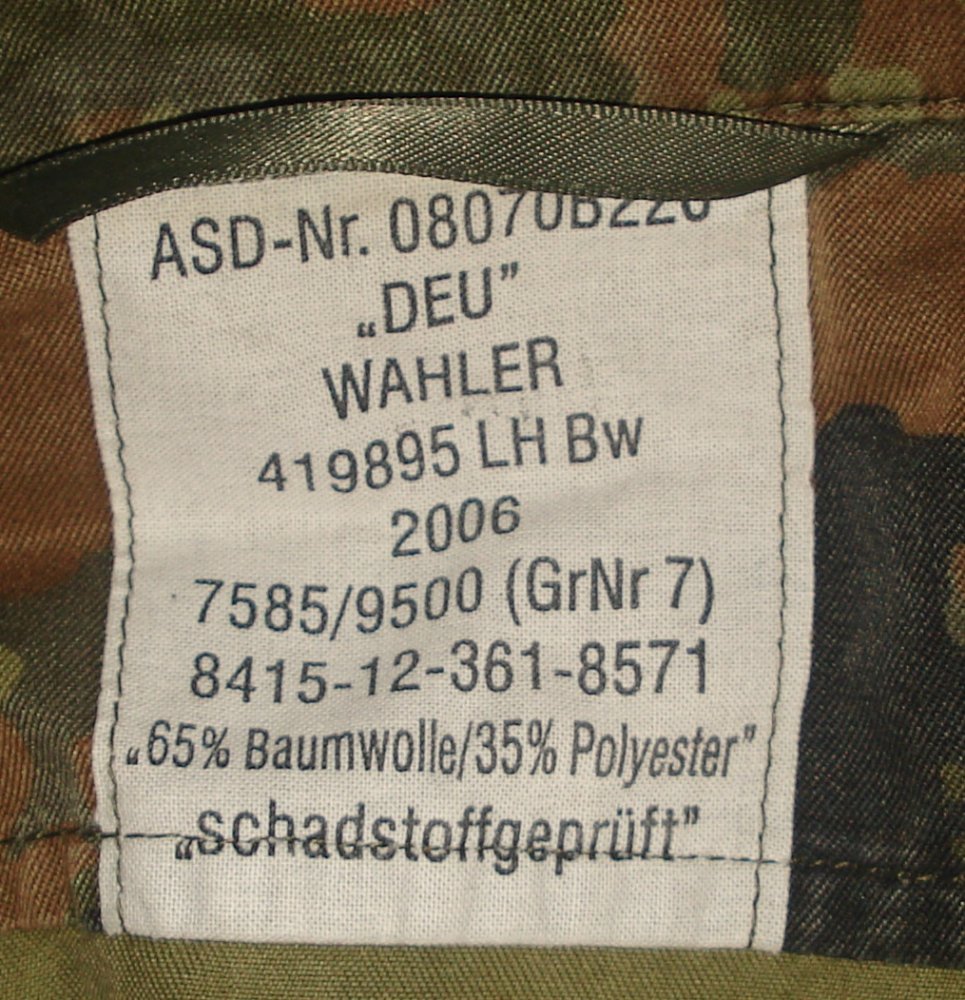 ASD-Nr. 08070B220
„DEU”
WAHLER
419895 LH Bw
2006
7585/9500 (GrNr 7)
8415-12-361-8571
„65% Baumwolle/35% Polyester”
„schadstoffgeprüft”